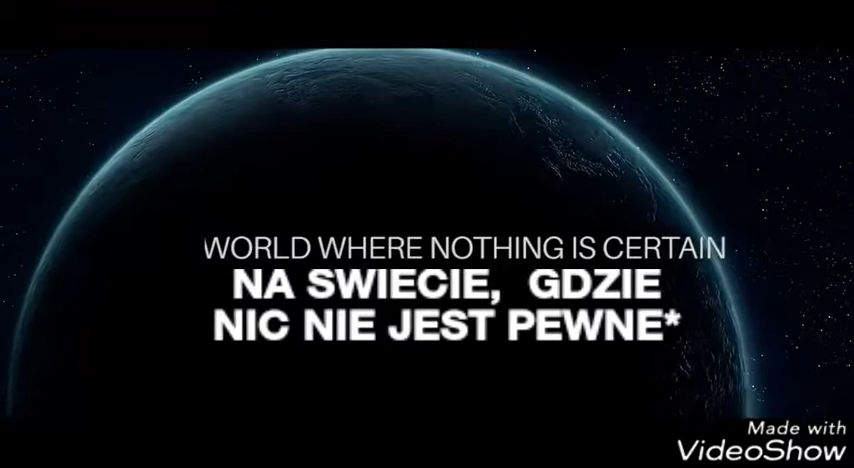 WORLD WHERE NOTHING IS CERTAIN
NA SWIECIE, GDZIE
NIC NIE JEST PEWNE*
Made with
VideoShow